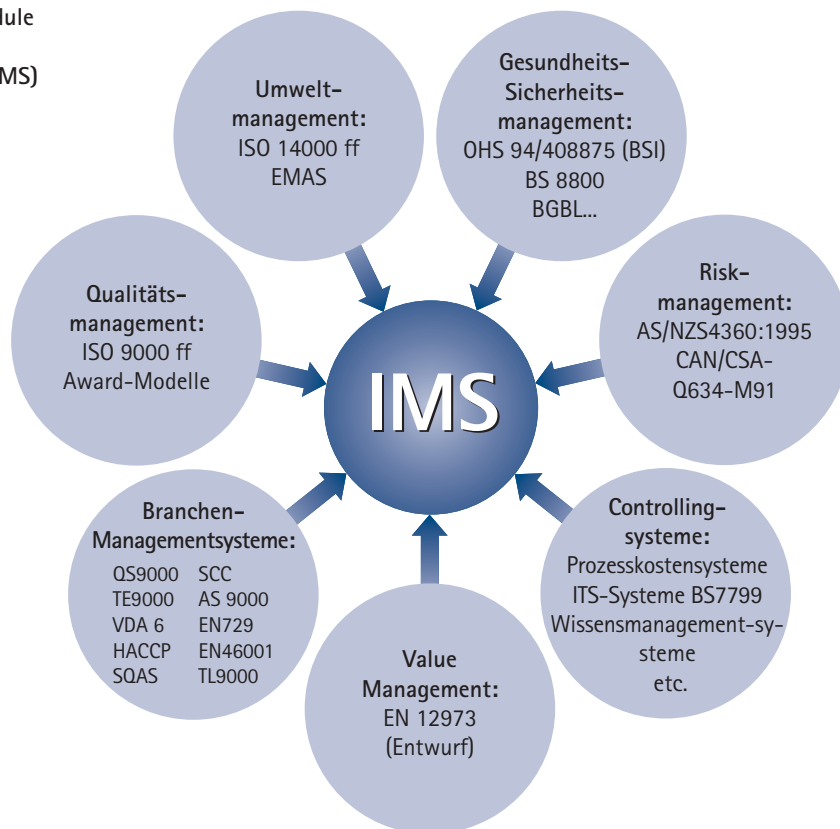 MS)
Umwelt-
management:
ISO 14000 ff
EMAS
Gesundheits-
Sicherheits-
management:
OHS 94/408875 (BSI)
BS 8800
BGBL...
Qualitäts-
management:
ISO 9000 ff
Award-Modelle
Risk-
management:
AS/NZS4360:1995
CAN/CSA-
Q634-M91
IMS
Branchen-
Managementsysteme:
QS9000 SCC
TE9000 AS 9000
VDA 6 EN729
HACCP EN46001
SQAS TL9000
Controlling-
systeme:
Prozesskostensysteme
ITS-Systeme BS7799
Wissensmanagement-sy-
steme
etc.
Value
Management:
EN 12973
(Entwurf)